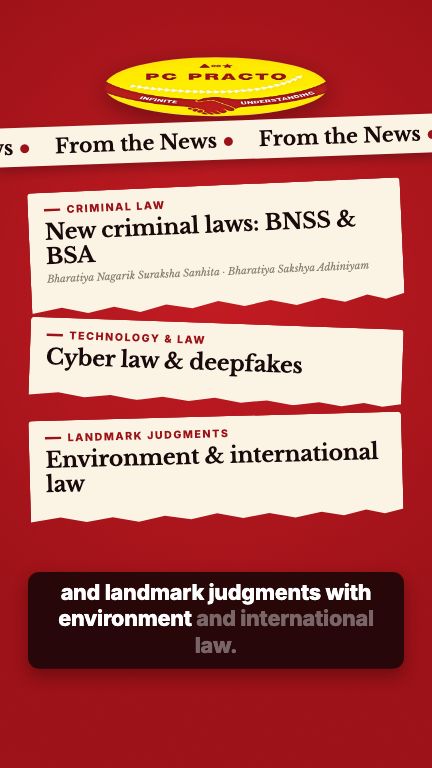 PC PRACTO
INFINITE UNDERSTANDING
ws • From the News • From the News •
CRIMINAL LAW
New criminal laws: BNSS &
BSA
Bharatiya Nagarik Suraksha Sanhita · Bharatiya Sakshya Adhiniyam
TECHNOLOGY & LAW
Cyber law & deepfakes
LANDMARK JUDGMENTS
Environment & international
law
and landmark judgments with
environment and international
law.